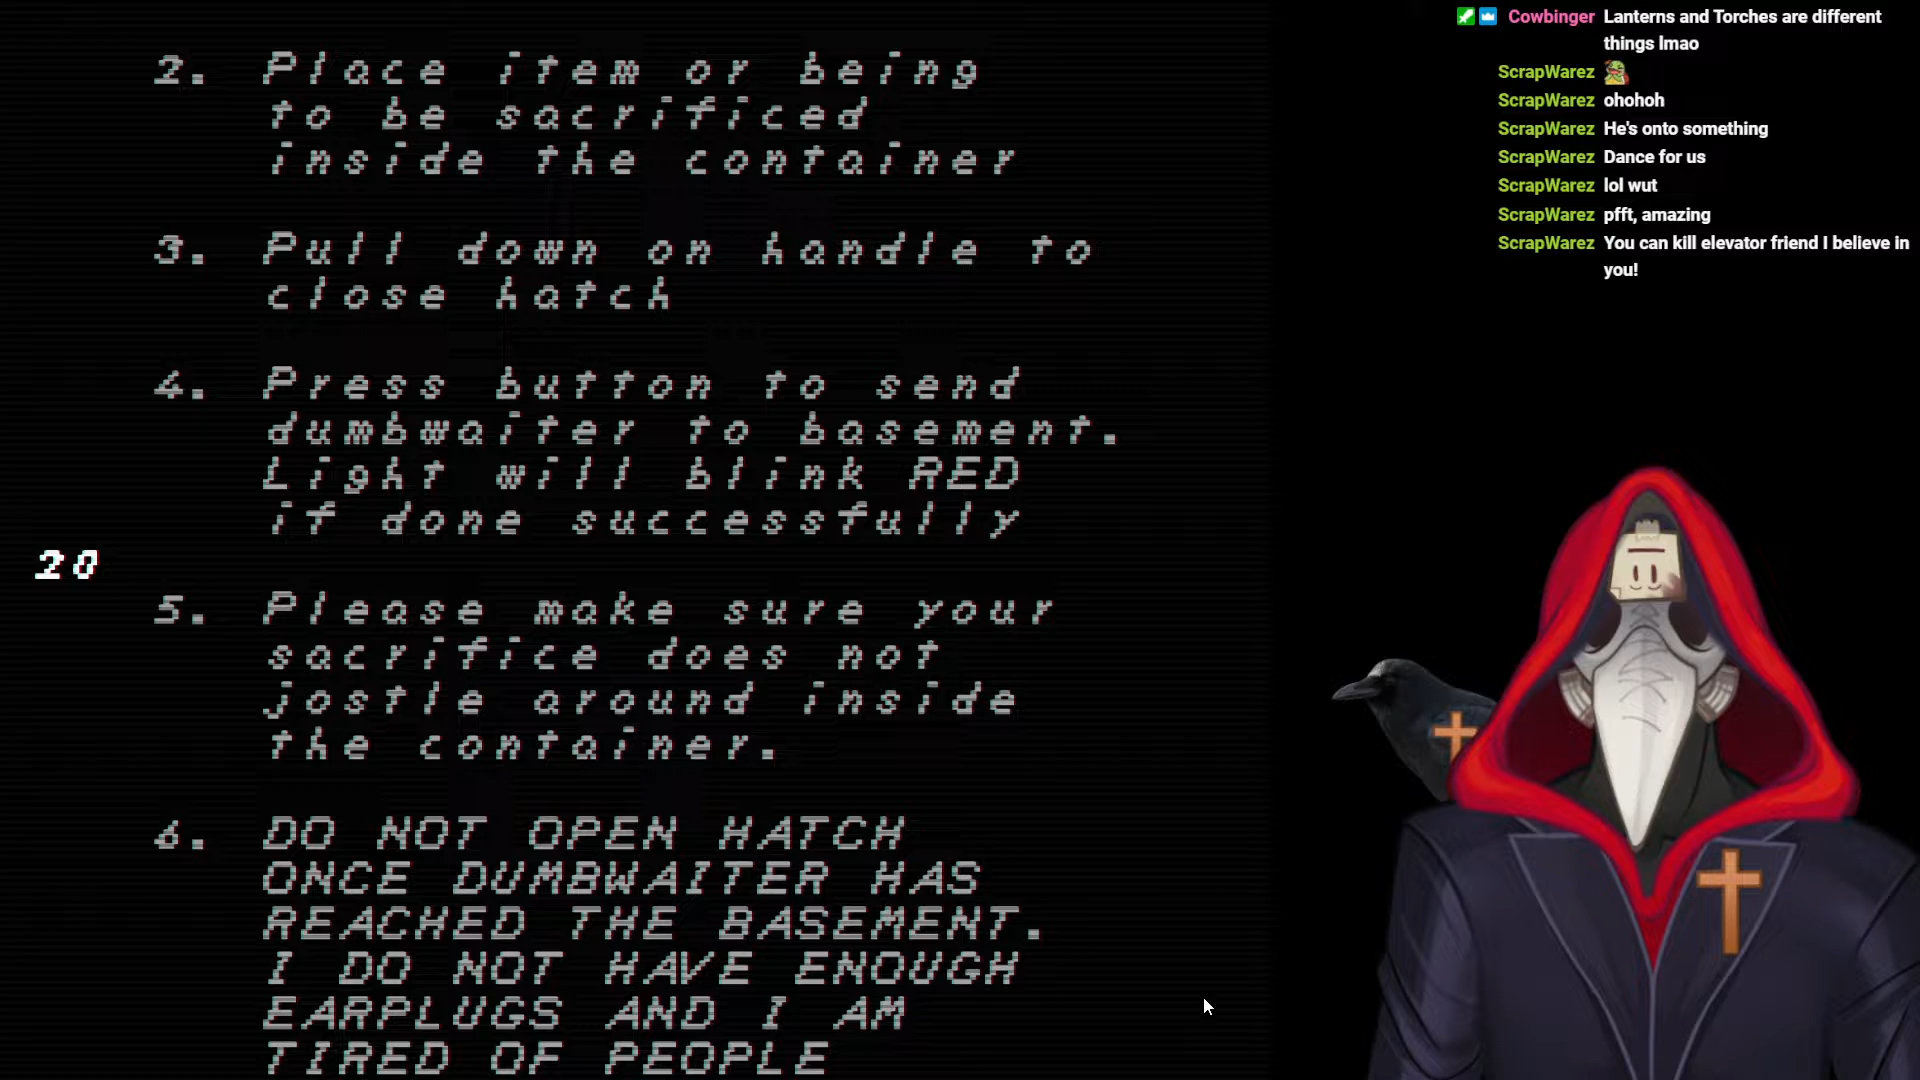 2. Place item or being
to be sacrificed
inside the container
3. Pull down on handle to
close hatch
4. Press button to send
dumbwaiter to basement.
Light will blink RED
if done successfully
20
5. Please make sure your
sacrifice does not
jostle around inside
the container.
6. DO NOT OPEN HATCH
ONCE DUMBWAITER HAS
REACHED THE BASEMENT.
I DO NOT HAVE ENOUGH
EARPLUGS AND I AM
TIRED OF PEOPLE
Cowbinger Lanterns and Torches are different
things lmao
ScrapWarez
ScrapWarez ohohoh
ScrapWarez He's onto something
ScrapWarez Dance for us
ScrapWarez lol wut
ScrapWarez pfft, amazing
ScrapWarez You can kill elevator friend I believe in
you!